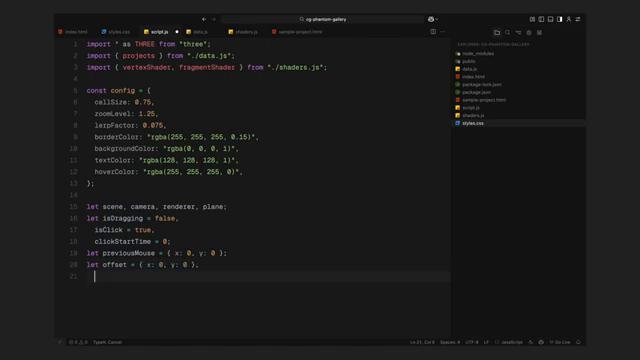 cg-phantom-gallery
index.html
styles.css
script.js
data.js
shaders.js
sample-project.html
EXPLORER: CG-PHANTOM-GALLERY
node_modules
public
data.js
index.html
package-lock.json
package.json
sample-project.html
script.js
shaders.js
styles.css
1 import * as THREE from "three";
2 import { projects } from "./data.js";
3 import { vertexShader, fragmentShader } from "./shaders.js";
4
5 const config = {
6 cellSize: 0.75,
7 zoomLevel: 1.25,
8 lerpFactor: 0.075,
9 borderColor: "rgba(255, 255, 255, 0.15)",
10 backgroundColor: "rgba(0, 0, 0, 1)",
11 textColor: "rgba(128, 128, 128, 1)",
12 hoverColor: "rgba(255, 255, 255, 0)",
13 };
14
15 let scene, camera, renderer, plane;
16 let isDragging = false,
17 isClick = true,
18 clickStartTime = 0;
19 let previousMouse = { x: 0, y: 0 };
20 let offset = { x: 0, y: 0 },
21
0 0 TypeAI: Cancel Ln 21, Col 5 Spaces: 4 UTF-8 LF {} JavaScript Go Live